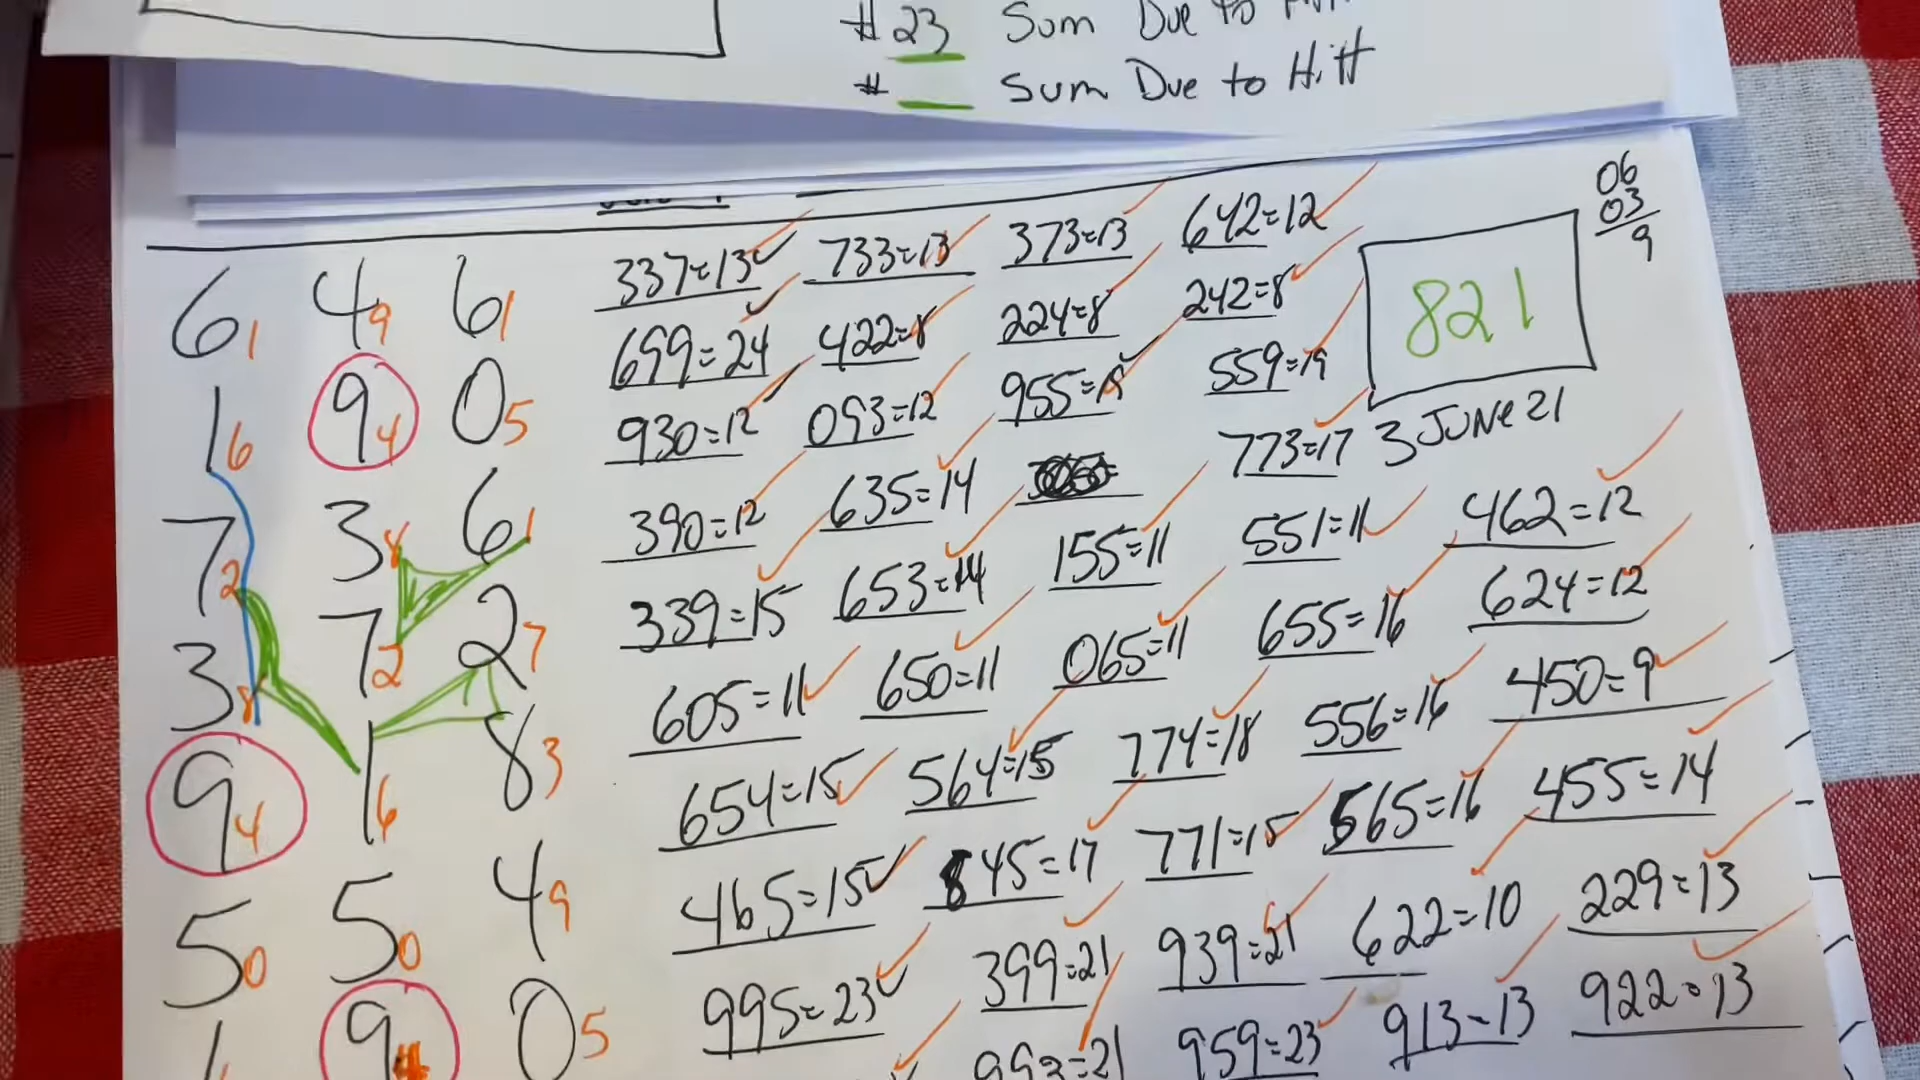 #23 Sum Due to Hitt
# Sum Due to Hitt
06
03
9
6 1 4 9 6 1
1 6 9 4 0 5
7 2 3 8 6 1
3 8 7 2 2 7
9 4 1 6 8 3
5 0 5 0 4 9
9 4 0 5
337=13 733=13 373=13 642=12
699=24 422=8 224=8 242=8
930=12 093=12 955=19 559=19
390=12 635=14 773=17
339=15 653=14 155=11 551=11 462=12
605=11 650=11 065=11 655=16 624=12
654=15 564=15 774=18 556=16 450=9
465=15 845=17 771=15 565=16 455=14
995=23 399=21 939=21 622=10 229=13
993=21 959=23 913=13 922=13
821
3 JUNE 21